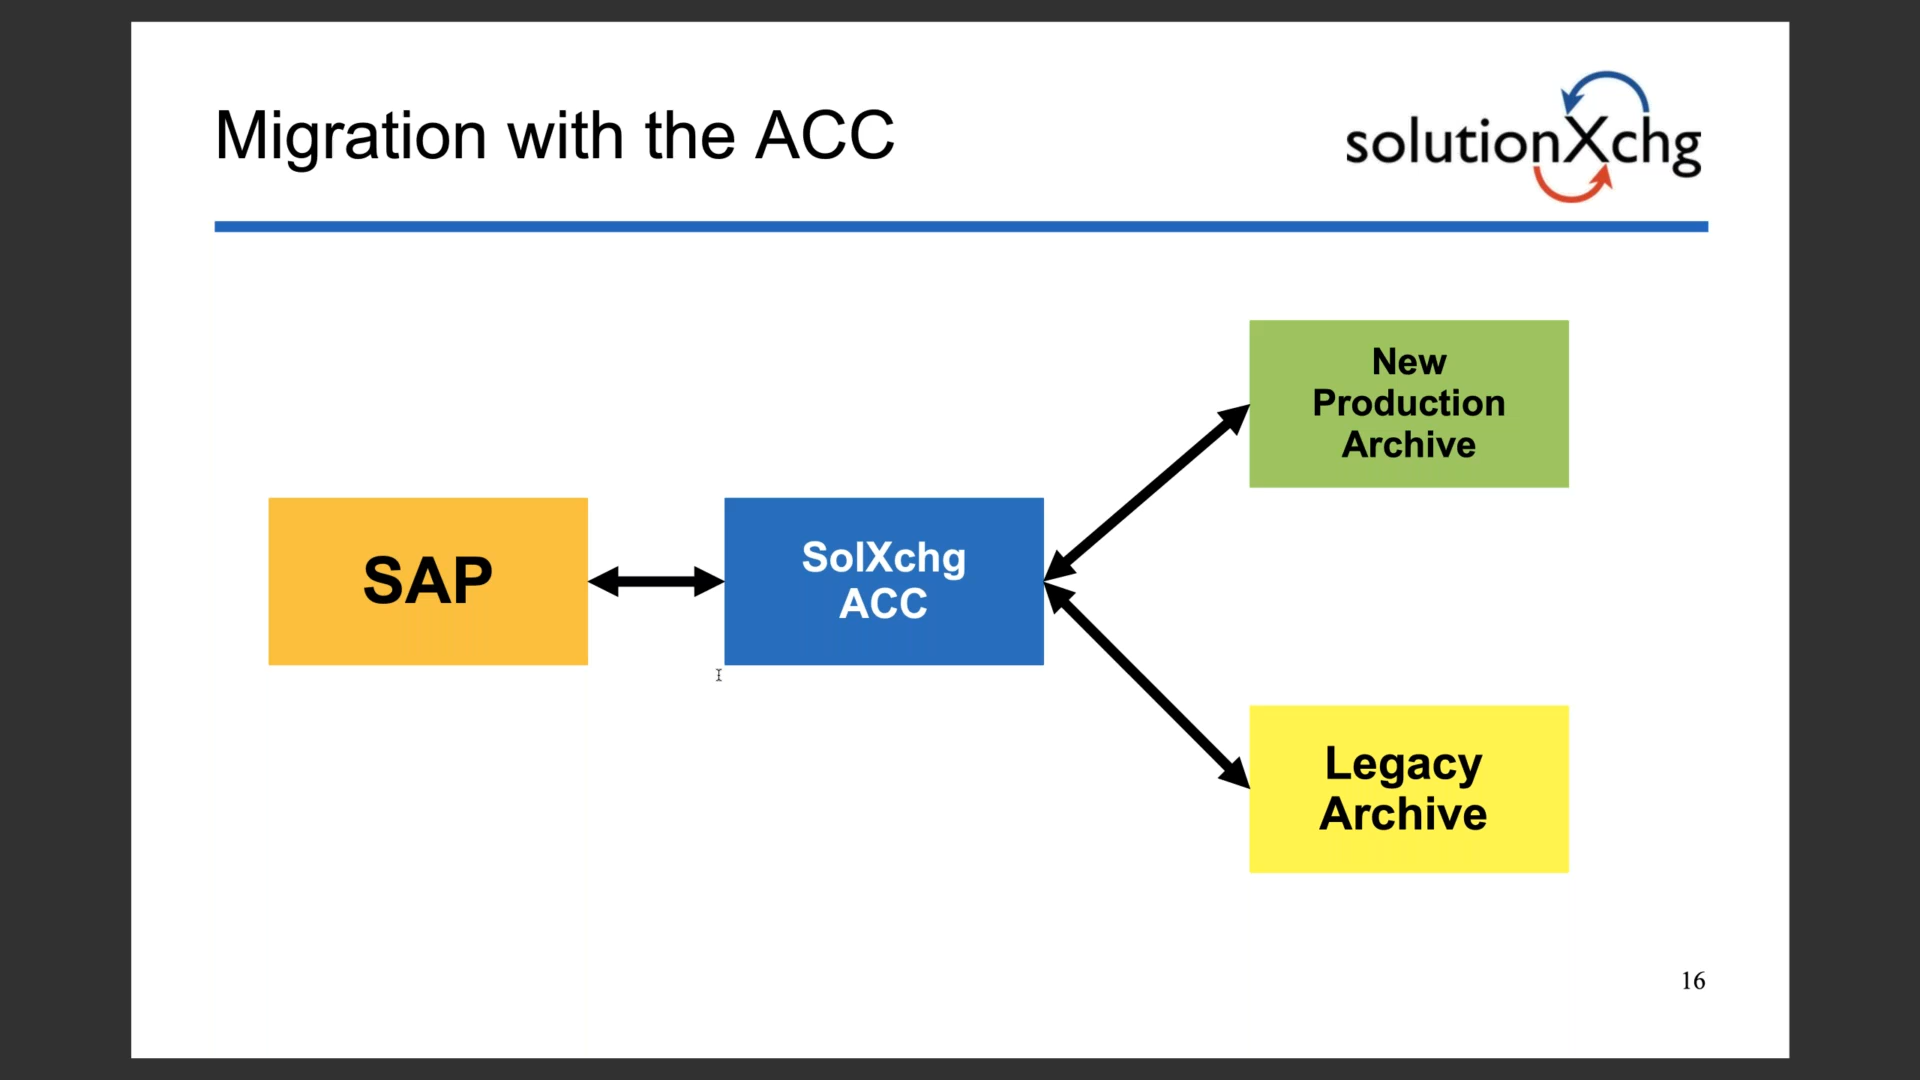 Migration with the ACC
solutionXchg
New
Production
Archive
SAP
SolXchg
ACC
Legacy
Archive
16